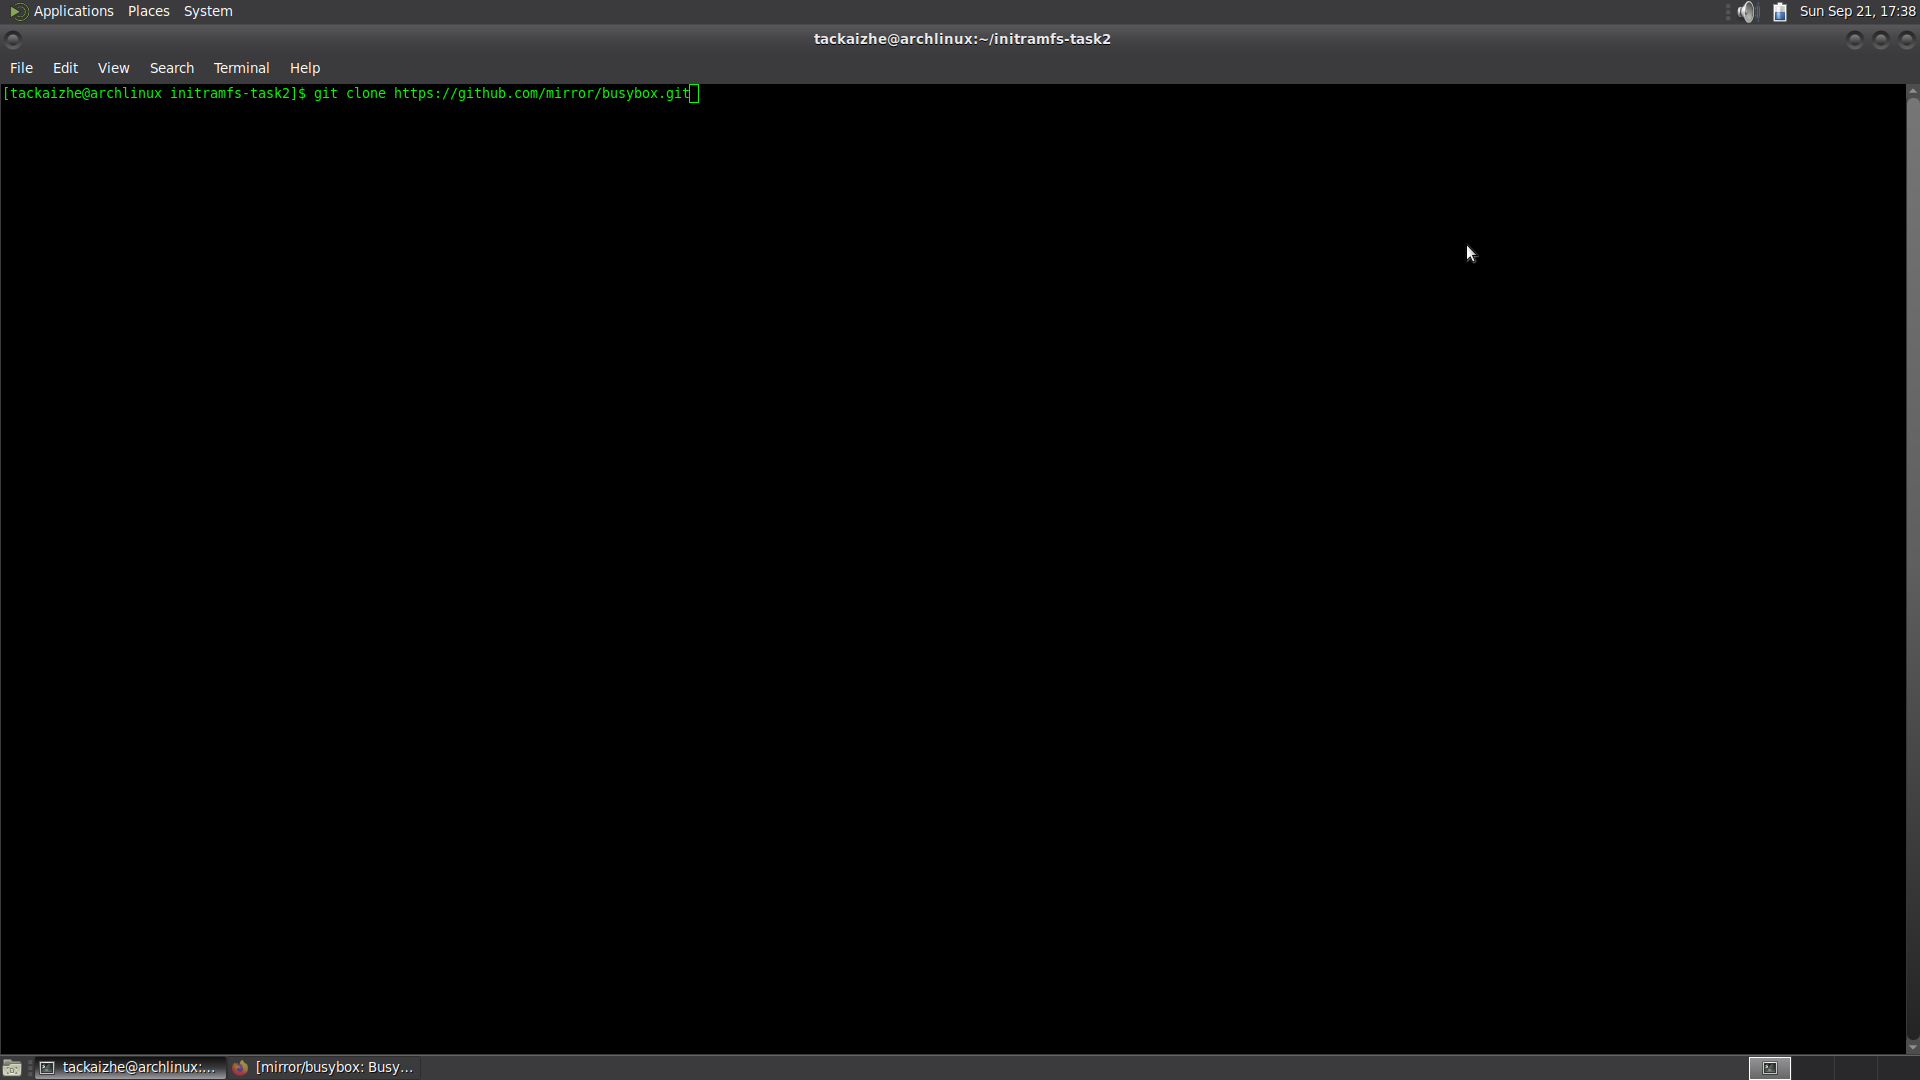 Applications Places System
Sun Sep 21, 17:38
tackaizhe@archlinux:~/initramfs-task2
File Edit View Search Terminal Help
[tackaizhe@archlinux initramfs-task2]$ git clone https://github.com/mirror/busybox.git
tackaizhe@archlinux:...
[mirror/busybox: Busy...